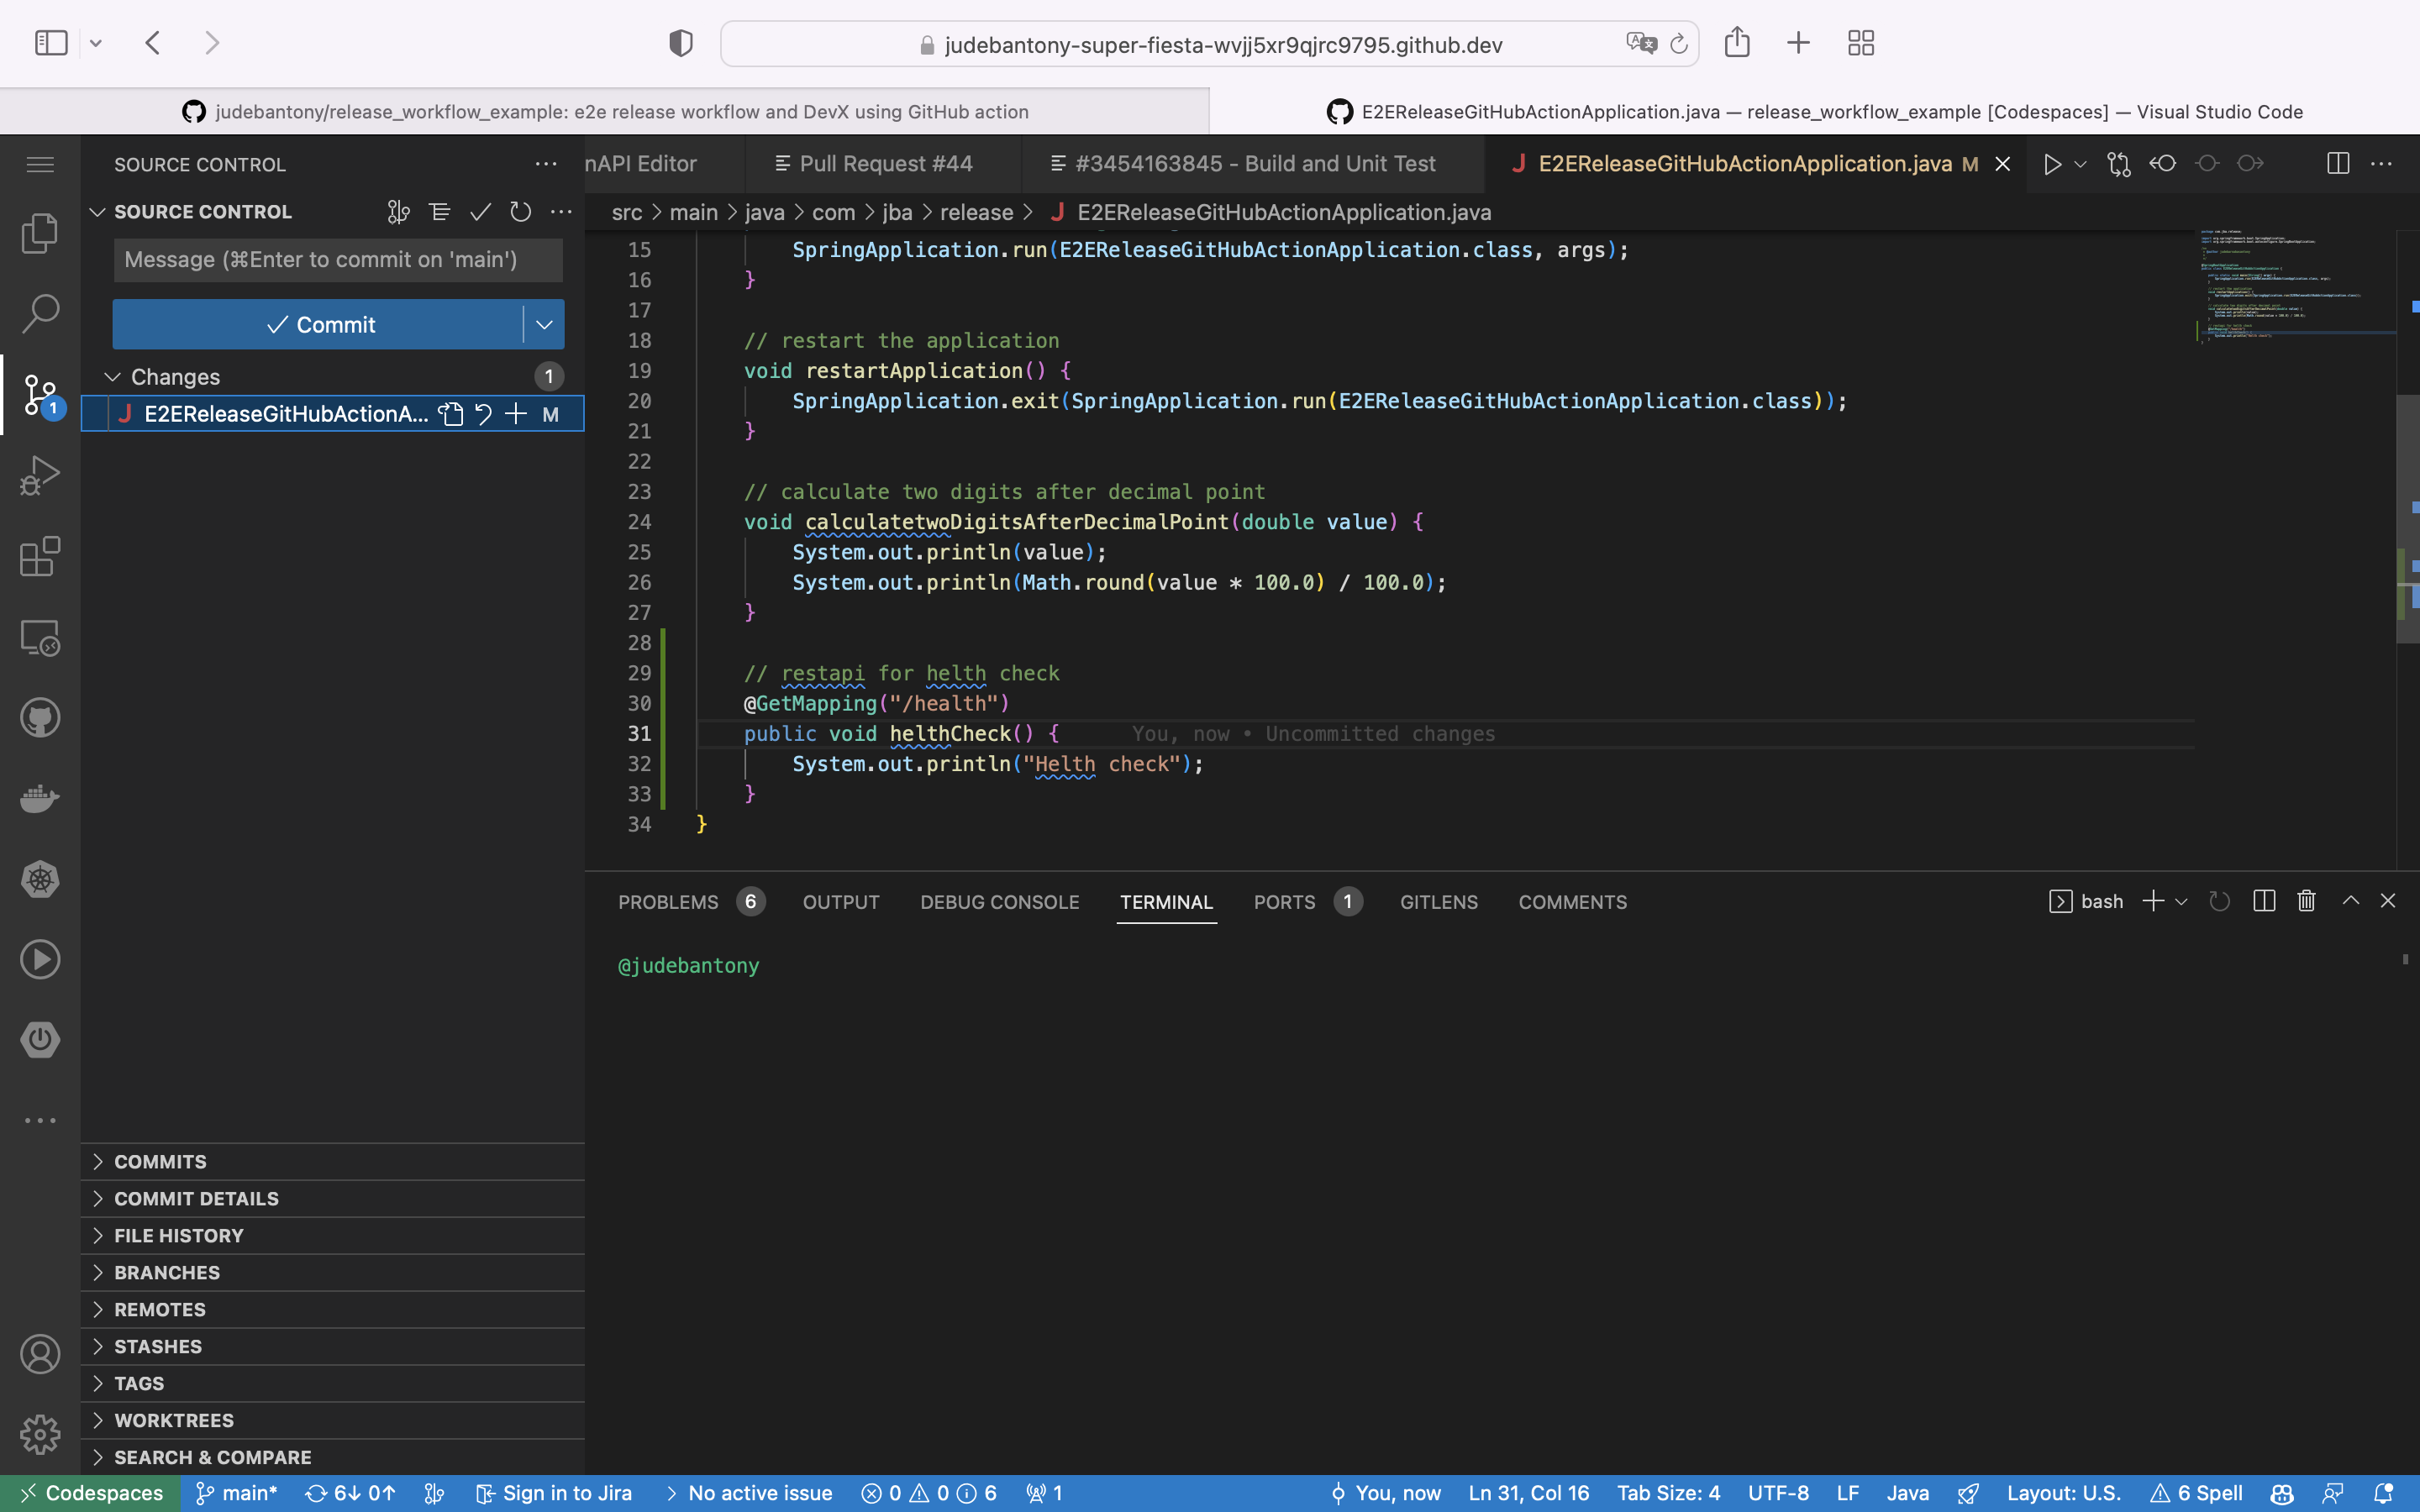 judebantony-super-fiesta-wvjj5xr9qjrc9795.github.dev
judebantony/release_workflow_example: e2e release workflow and DevX using GitHub action
E2EReleaseGitHubActionApplication.java — release_workflow_example [Codespaces] — Visual Studio Code
SOURCE CONTROL
SOURCE CONTROL
Message (⌘Enter to commit on 'main')
Commit
Changes 1
J E2EReleaseGitHubActionA... M
1
COMMITS
COMMIT DETAILS
FILE HISTORY
BRANCHES
REMOTES
STASHES
TAGS
WORKTREES
SEARCH & COMPARE
nAPI Editor
Pull Request #44
#3454163845 - Build and Unit Test
J E2EReleaseGitHubActionApplication.java M
src > main > java > com > jba > release > J E2EReleaseGitHubActionApplication.java
15 SpringApplication.run(E2EReleaseGitHubActionApplication.class, args);
16 }
17
18 // restart the application
19 void restartApplication() {
20 SpringApplication.exit(SpringApplication.run(E2EReleaseGitHubActionApplication.class));
21 }
22
23 // calculate two digits after decimal point
24 void calculatetwoDigitsAfterDecimalPoint(double value) {
25 System.out.println(value);
26 System.out.println(Math.round(value * 100.0) / 100.0);
27 }
28
29 // restapi for helth check
30 @GetMapping("/health")
31 public void helthCheck() { You, now • Uncommitted changes
32 System.out.println("Helth check");
33 }
34 }
PROBLEMS 6 OUTPUT DEBUG CONSOLE TERMINAL PORTS 1 GITLENS COMMENTS bash
@judebantony
Codespaces main* 6↓ 0↑ Sign in to Jira > No active issue 0 0 6 1 You, now Ln 31, Col 16 Tab Size: 4 UTF-8 LF Java Layout: U.S. 6 Spell